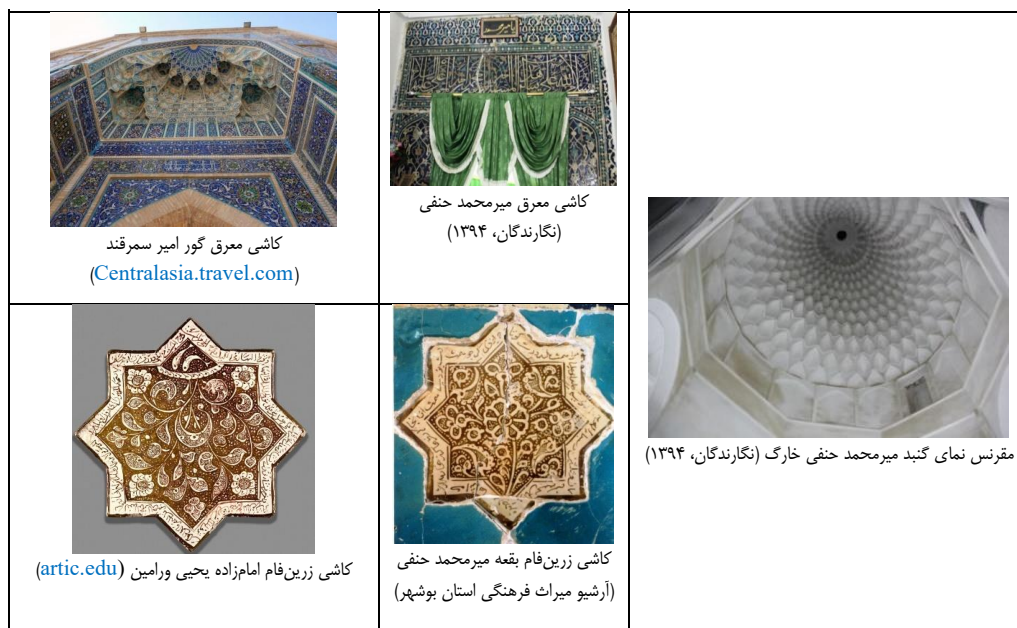 کاشی معرق گور امیر سمرقند
(Centralasia.travel.com)
کاشی معرق میرمحمد حنفی
(نگارندگان، ۱۳۹۴)
مقرنس نمای گنبد میرمحمد حنفی خارگ (نگارندگان، ۱۳۹۴)
کاشی زرین‌فام امامزاده یحیی ورامین (artic.edu)
کاشی زرین‌فام بقعه میرمحمد حنفی
(آرشیو میراث فرهنگی استان بوشهر)